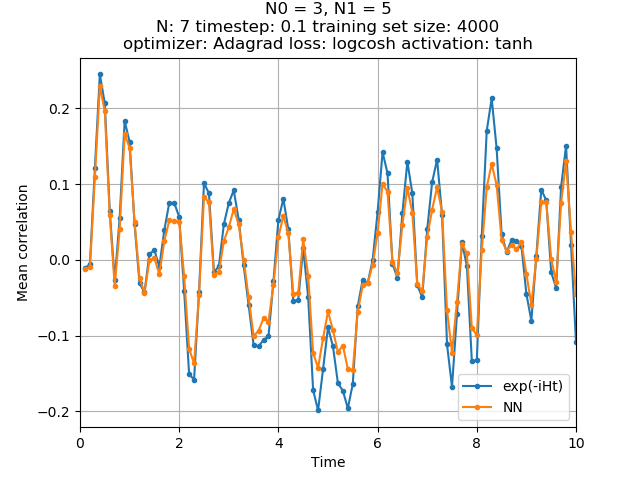 N0 = 3, N1 = 5
N: 7 timestep: 0.1 training set size: 4000
optimizer: Adagrad loss: logcosh activation: tanh
Mean correlation
0.2
0.1
0.0
−0.1
−0.2
exp(-iHt)
NN
0 2 4 6 8 10
Time